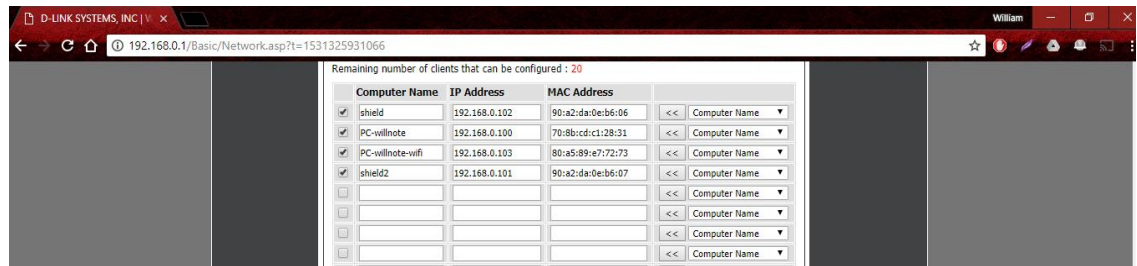 D-LINK SYSTEMS, INC | W
William
192.168.0.1/Basic/Network.asp?t=1531325931066
Remaining number of clients that can be configured : 20
Computer Name IP Address MAC Address
shield 192.168.0.102 90:a2:da:0e:b6:06 << Computer Name
PC-willnote 192.168.0.100 70:8b:cd:c1:28:31 << Computer Name
PC-willnote-wifi 192.168.0.103 80:a5:89:e7:72:73 << Computer Name
shield2 192.168.0.101 90:a2:da:0e:b6:07 << Computer Name
<< Computer Name
<< Computer Name
<< Computer Name
<< Computer Name